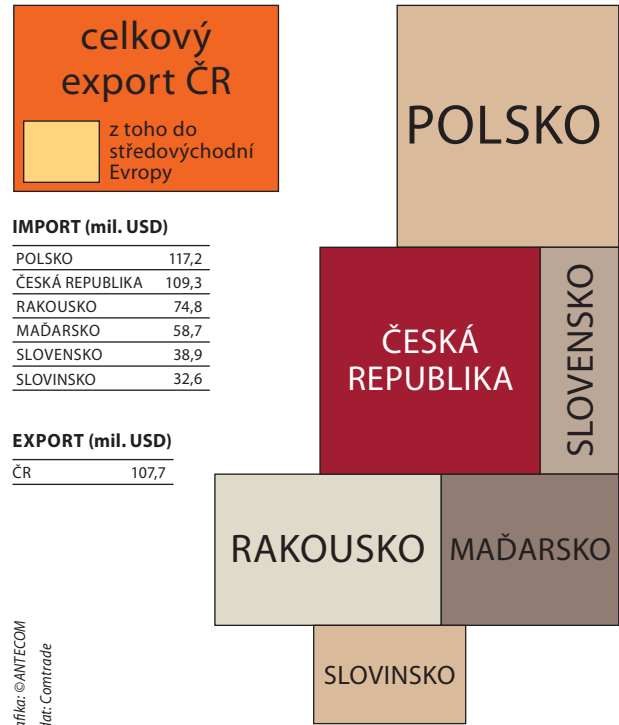 celkový
export ČR
z toho do
středovýchodní
Evropy
IMPORT (mil. USD)
POLSKO 117,2
ČESKÁ REPUBLIKA 109,3
RAKOUSKO 74,8
MAĎARSKO 58,7
SLOVENSKO 38,9
SLOVINSKO 32,6
EXPORT (mil. USD)
ČR 107,7
POLSKO
ČESKÁ
REPUBLIKA
SLOVENSKO
RAKOUSKO
MAĎARSKO
SLOVINSKO
©ANTECOM
Comtrade